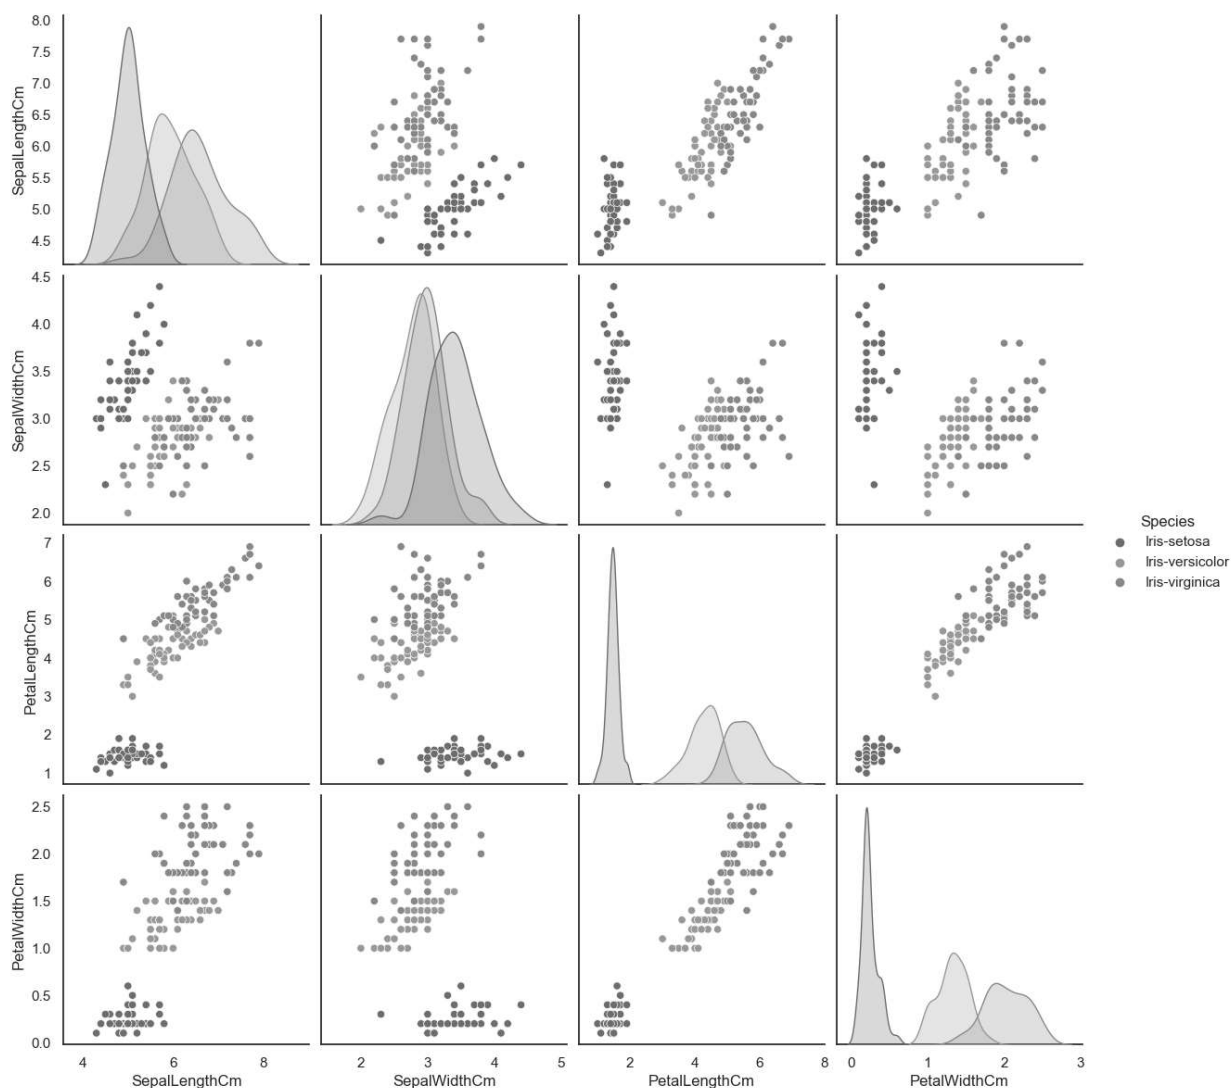 8.0
7.5
7.0
6.5
6.0
5.5
5.0
4.5
SepalLengthCm
4.5
4.0
3.5
3.0
2.5
2.0
SepalWidthCm
Species
Iris-setosa
Iris-versicolor
Iris-virginica
7
6
5
4
3
2
1
PetalLengthCm
2.5
2.0
1.5
1.0
0.5
0.0
PetalWidthCm
4 6 8
SepalLengthCm
2 3 4 5
SepalWidthCm
2 4 6 8
PetalLengthCm
0 1 2 3
PetalWidthCm